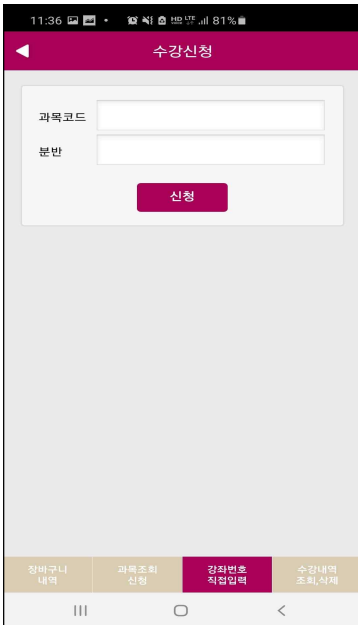 11:36 81%
수강신청
과목코드
분반
신청
장바구니 내역
과목조회 신청
강좌번호 직접입력
수강내역 조회,삭제